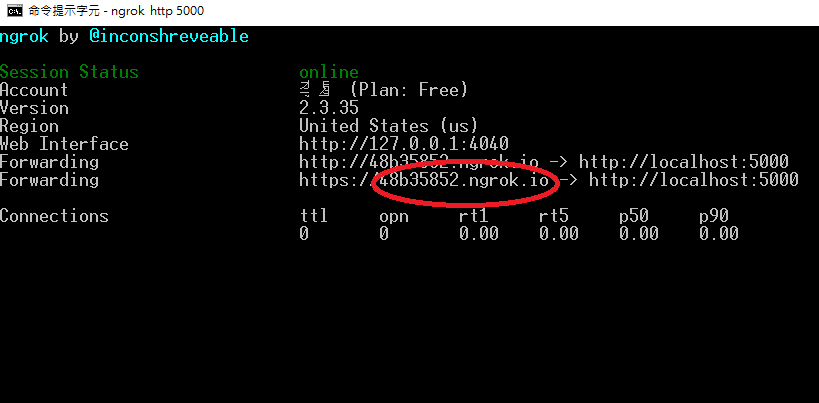 命令提示字元 - ngrok http 5000
ngrok by @inconshreveable
Session Status online
Account (Plan: Free)
Version 2.3.35
Region United States (us)
Web Interface http://127.0.0.1:4040
Forwarding http://48b35852.ngrok.io -> http://localhost:5000
Forwarding https://48b35852.ngrok.io -> http://localhost:5000
Connections ttl opn rt1 rt5 p50 p90
0 0 0.00 0.00 0.00 0.00